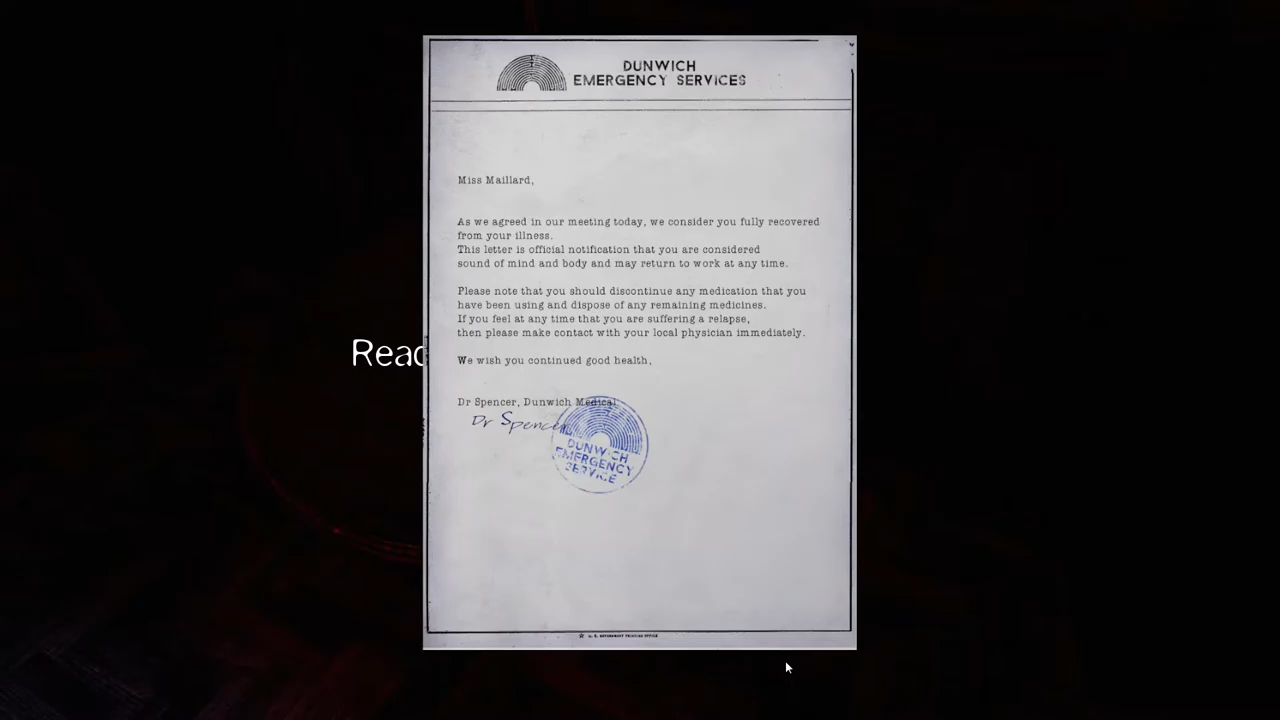 DUNWICH
EMERGENCY SERVICES
Miss Maillard,
As we agreed in our meeting today, we consider you fully recovered
from your illness.
This letter is official notification that you are considered
sound of mind and body and may return to work at any time.
Please note that you should discontinue any medication that you
have been using and dispose of any remaining medicines.
If you feel at any time that you are suffering a relapse,
then please make contact with your local physician immediately.
Read
We wish you continued good health,
Dr Spencer, Dunwich Medical
Dr Spencer
DUNWICH
EMERGENCY
SERVICE
U. S. GOVERNMENT PRINTING OFFICE